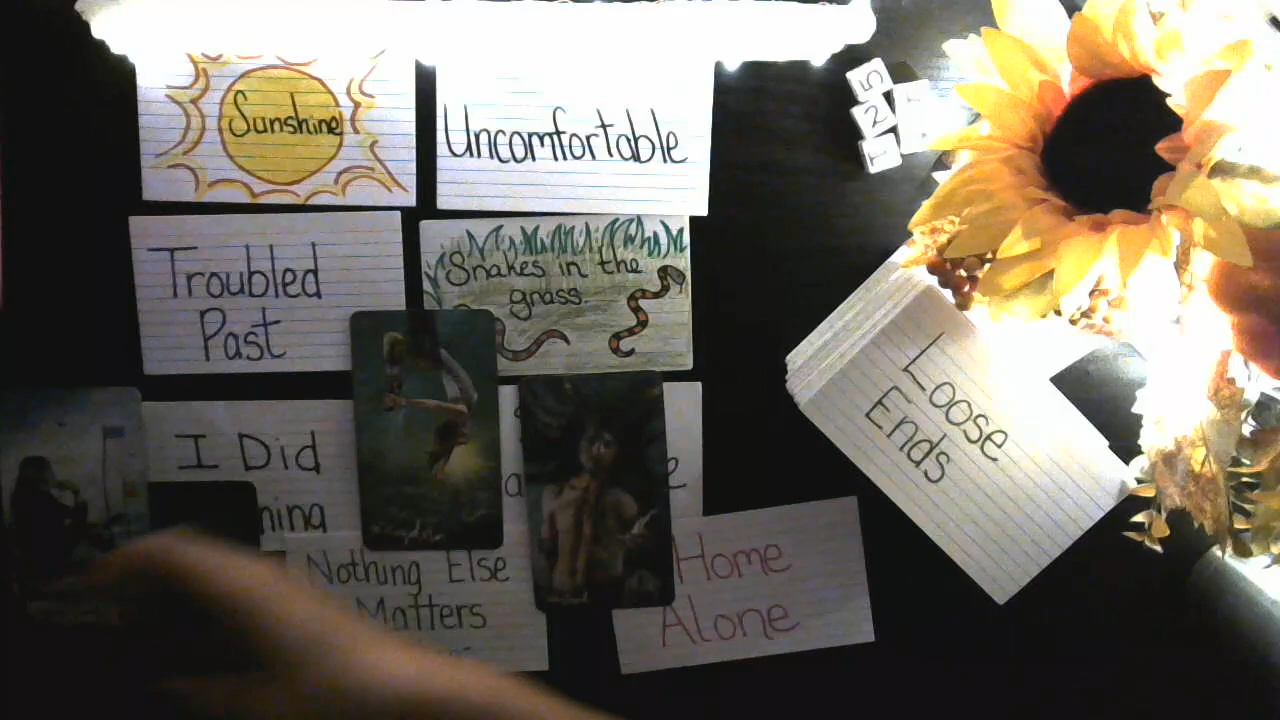 Sunshine
Uncomfortable
5
2
1
Troubled
Past
Snakes in the
grass.
Loose
Ends
I Did
Nothing Else
Matters
Home
Alone